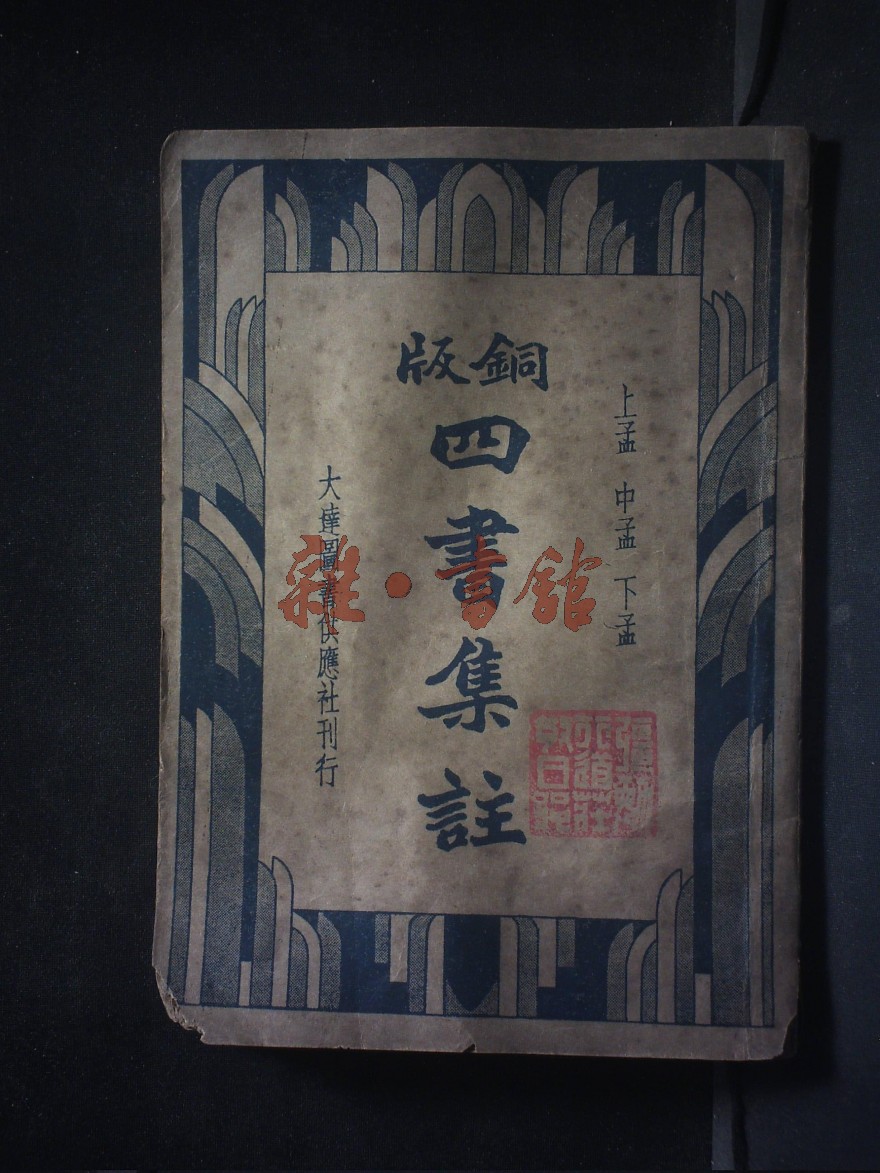 銅版
四書集註
上孟 中孟 下孟
大達圖書供應社刊行
雜·書館